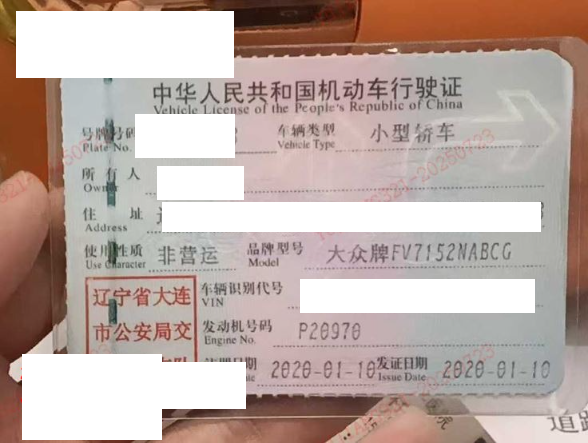 中华人民共和国机动车行驶证
Vehicle License of the People's Republic of China
号牌号码
Plate No.
车辆类型 小型轿车
Vehicle Type
所有人
Owner
住址
Address
使用性质 非营运 品牌型号 大众牌FV7152NABCG
Use Character Model
辽宁省大连
市公安局交
车辆识别代号
VIN
发动机号码 P20970
Engine No.
2020-01-10 发证日期 2020-01-10
Issue Date